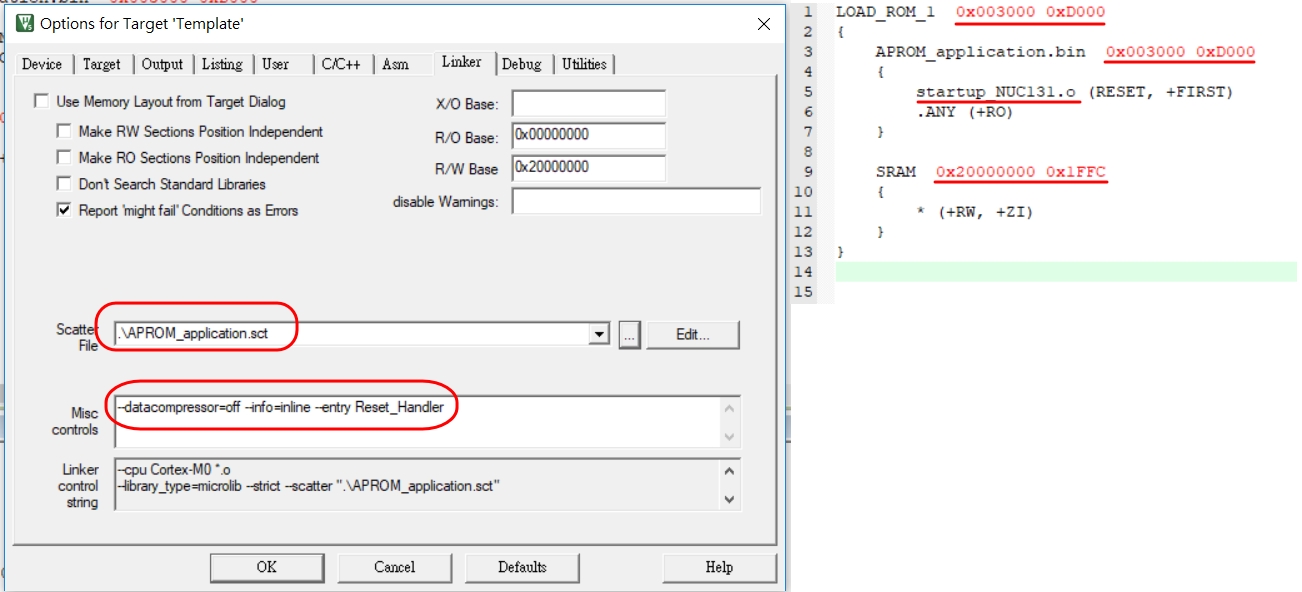 Options for Target 'Template'
Device Target Output Listing User C/C++ Asm Linker Debug Utilities
Use Memory Layout from Target Dialog
Make RW Sections Position Independent
Make RO Sections Position Independent
Don't Search Standard Libraries
Report 'might fail' Conditions as Errors
X/O Base:
R/O Base: 0x00000000
R/W Base 0x20000000
disable Warnings:
Scatter File .\APROM_application.sct ... Edit...
Misc controls --datacompressor=off --info=inline --entry Reset_Handler
Linker control string --cpu Cortex-M0 *.o
--library_type=microlib --strict --scatter ".\APROM_application.sct"
OK Cancel Defaults Help
1 LOAD_ROM_1 0x003000 0xD000
2 {
3 APROM_application.bin 0x003000 0xD000
4 {
5 startup_NUC131.o (RESET, +FIRST)
6 .ANY (+RO)
7 }
8
9 SRAM 0x20000000 0x1FFC
10 {
11 * (+RW, +ZI)
12 }
13 }
14
15